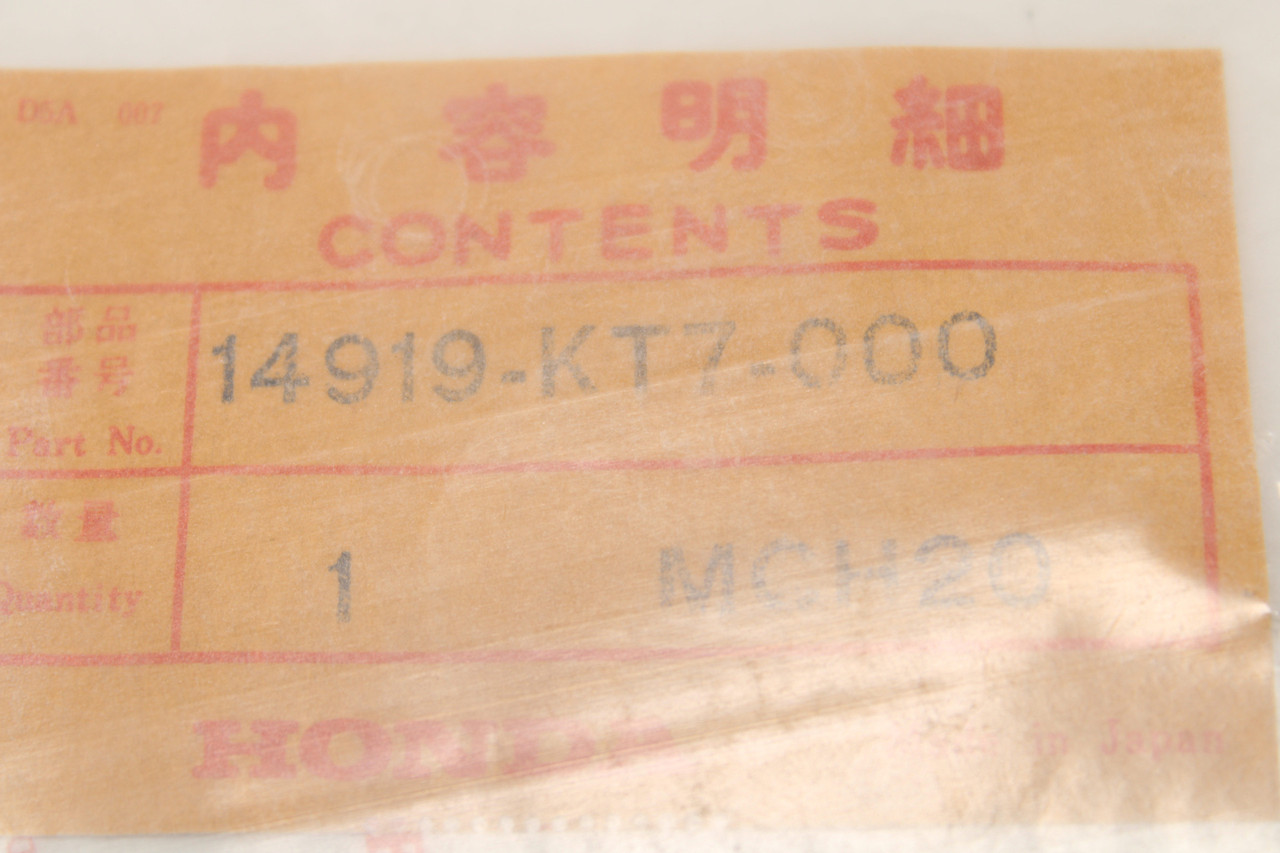 D5A 007
内容明細
CONTENTS
部品
番号
Part No.
14919-KT7-000
数量
Quantity
1 MCH20
HONDA
in Japan